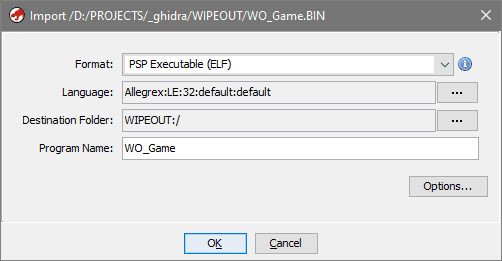 Import /D:/PROJECTS/_ghidra/WIPEOUT/WO_Game.BIN
Format: PSP Executable (ELF)
Language: Allegrex:LE:32:default:default ...
Destination Folder: WIPEOUT:/ ...
Program Name: WO_Game
Options...
OK Cancel